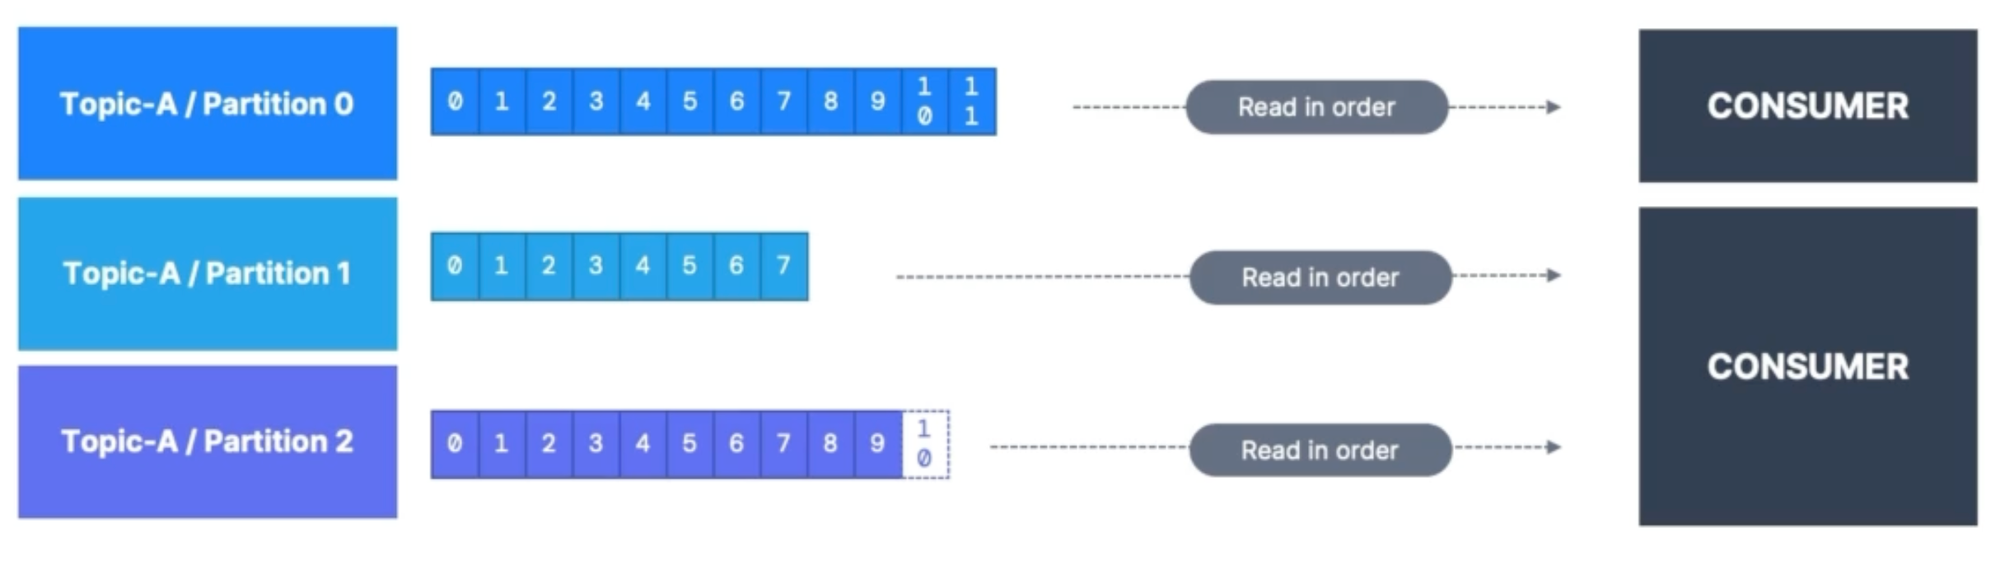 Topic-A / Partition 0
0 1 2 3 4 5 6 7 8 9 10 11
Read in order
CONSUMER
Topic-A / Partition 1
0 1 2 3 4 5 6 7
Read in order
CONSUMER
Topic-A / Partition 2
0 1 2 3 4 5 6 7 8 9 10
Read in order